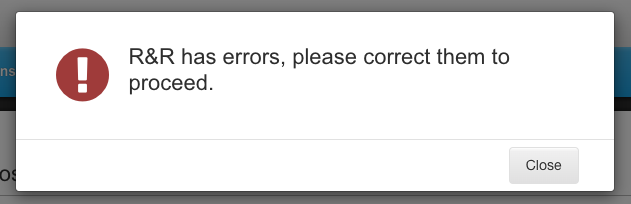 R&R has errors, please correct them to
proceed.
Close